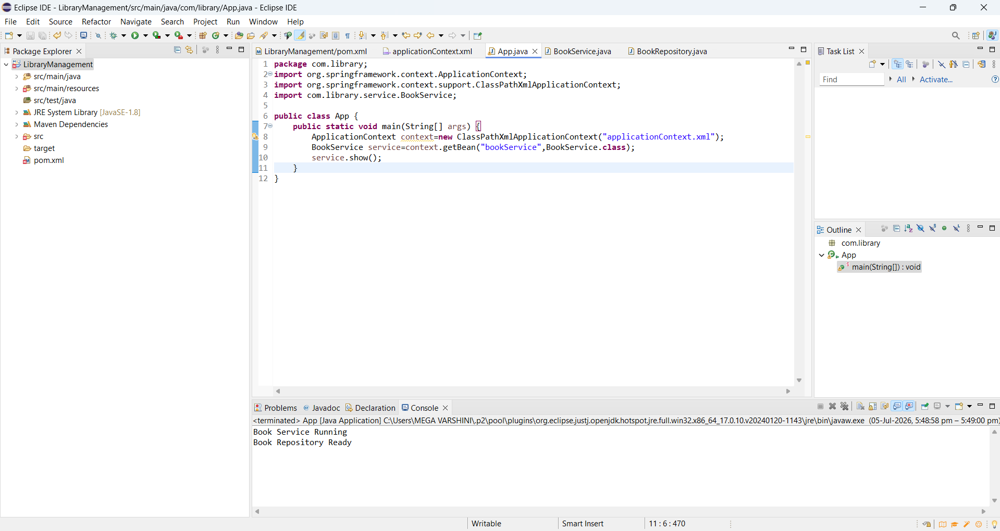 Eclipse IDE - LibraryManagement/src/main/java/com/library/App.java - Eclipse IDE
File Edit Source Refactor Navigate Search Project Run Window Help
Package Explorer
LibraryManagement
src/main/java
src/main/resources
src/test/java
JRE System Library [JavaSE-1.8]
Maven Dependencies
src
target
pom.xml
LibraryManagement/pom.xml applicationContext.xml App.java BookService.java BookRepository.java
1 package com.library;
2 import org.springframework.context.ApplicationContext;
3 import org.springframework.context.support.ClassPathXmlApplicationContext;
4 import com.library.service.BookService;
5
6 public class App {
7 public static void main(String[] args) {
8 ApplicationContext context=new ClassPathXmlApplicationContext("applicationContext.xml");
9 BookService service=context.getBean("bookService",BookService.class);
10 service.show();
11 }
12 }
Task List
Find All Activate...
Outline
com.library
App
main(String[]) : void
Problems Javadoc Declaration Console
<terminated> App [Java Application] C:\Users\MEGA VARSHINI\.p2\pool\plugins\org.eclipse.justj.openjdk.hotspot.jre.full.win32.x86_64_17.0.10.v20240120-1143\jre\bin\javaw.exe (05-Jul-2026, 5:48:58 pm – 5:49:00 pm)
Book Service Running
Book Repository Ready
Writable Smart Insert 11 : 6 : 470